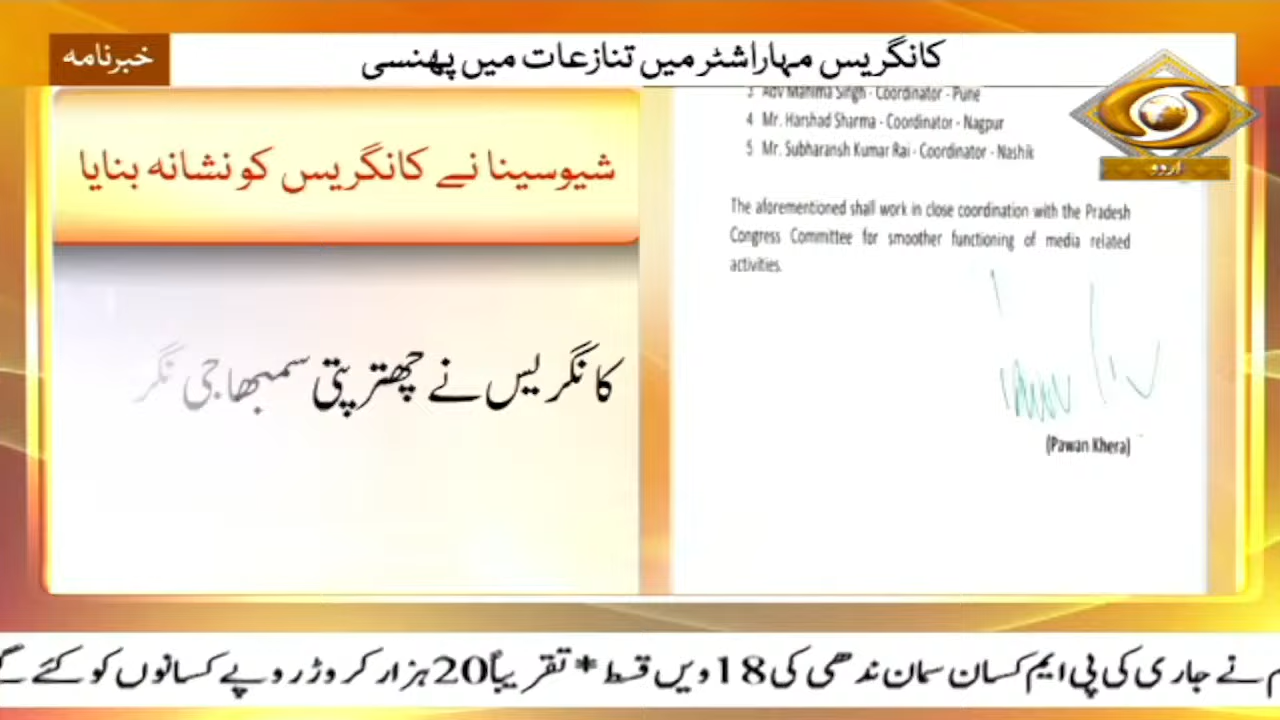 خبرنامہ
کانگریس مہاراشٹر میں تنازعات میں پھنسی
شیوسینا نے کانگریس کو نشانہ بنایا
کانگریس نے چھترپتی سمبھاجی نگر
3 Adv Mahima Singh - Coordinator - Pune
4 Mr. Harshad Sharma - Coordinator - Nagpur
5 Mr. Subharansh Kumar Rai - Coordinator - Nashik
The aforementioned shall work in close coordination with the Pradesh
Congress Committee for smoother functioning of media related
activities.
(Pawan Khera)
اردو
نے جاری کی پی ایم کسان سمان ندھی کی 18ویں قسط * تقریباً 20 ہزار کروڑ روپے کسانوں کو کئے